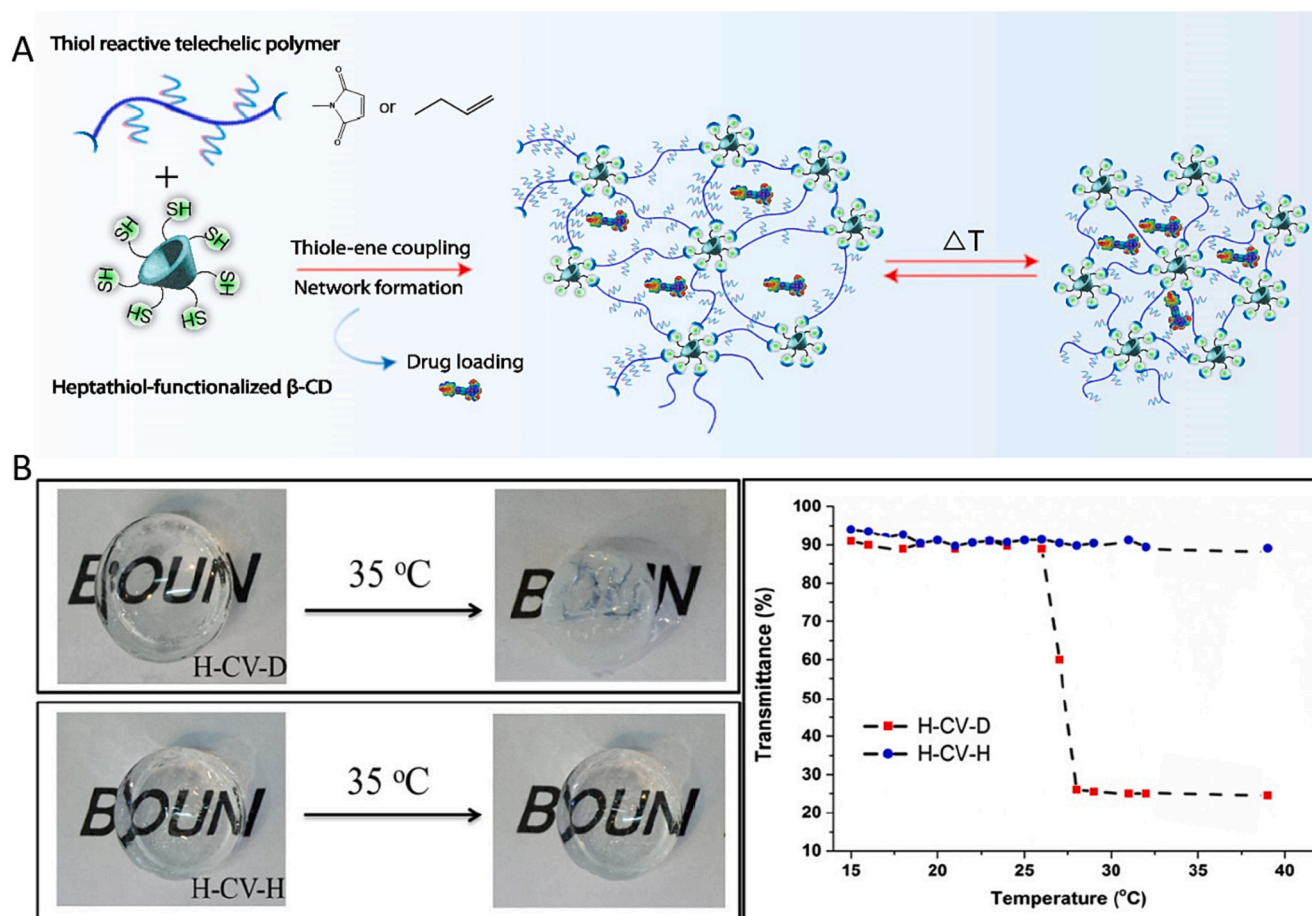 A
Thiol reactive telechelic polymer
O
N
O
or
+
SH
SH
SH
SH
SH
SH
SH
Heptathiol-functionalized β-CD
Thiole-ene coupling
Network formation
Drug loading
△T
B
BOUN
H-CV-D
35 °C
B N
BOUN
H-CV-H
35 °C
BOUN
Transmittance (%)
100
90
80
70
60
50
40
30
20
10
H-CV-D
H-CV-H
15 20 25 30 35 40
Temperature (°C)